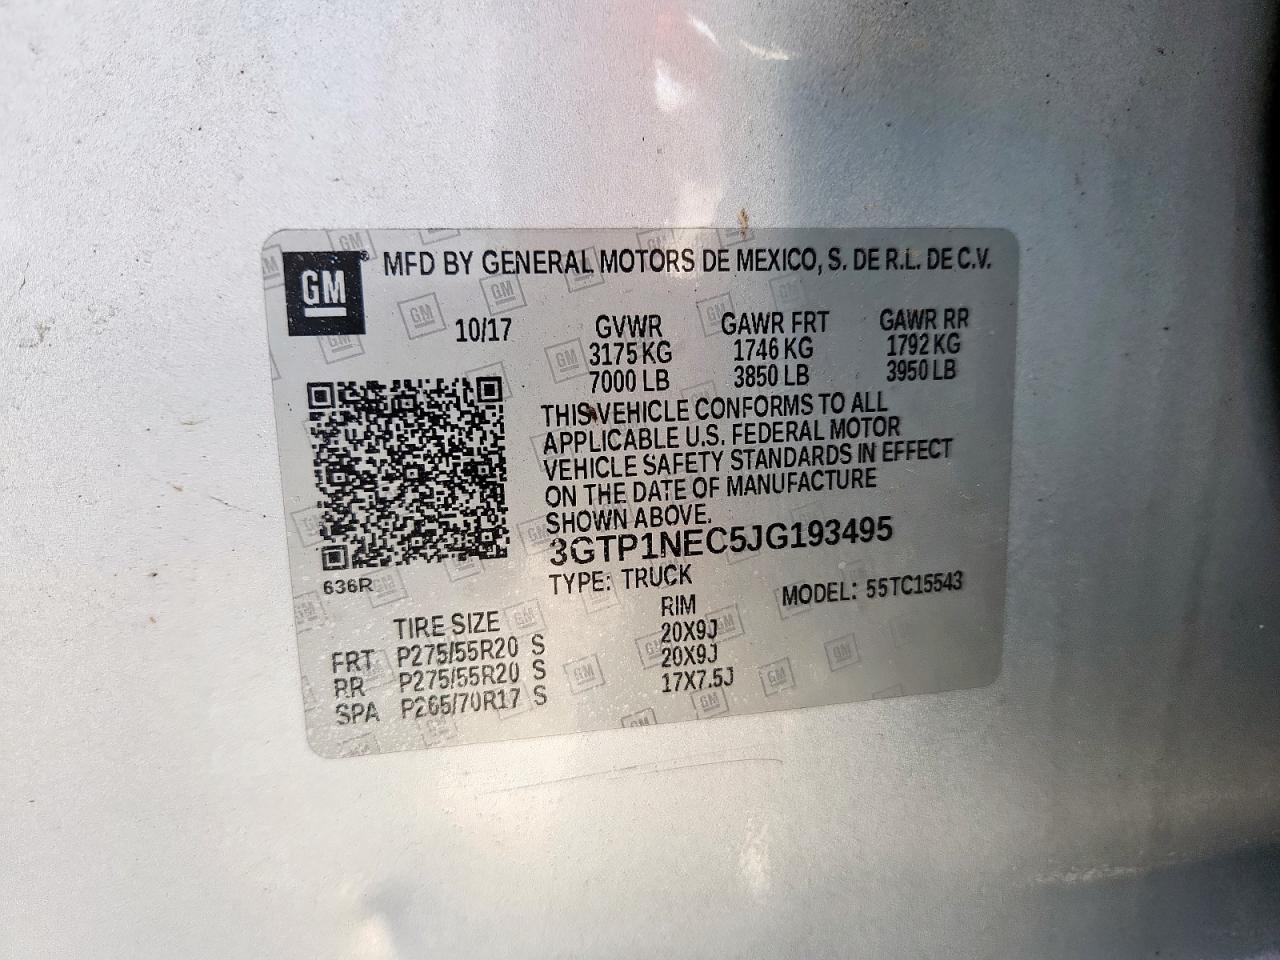 GM
MFD BY GENERAL MOTORS DE MEXICO, S. DE R.L. DE C.V.
10/17 GVWR GAWR FRT GAWR RR
3175 KG 1746 KG 1792 KG
7000 LB 3850 LB 3950 LB
THIS VEHICLE CONFORMS TO ALL
APPLICABLE U.S. FEDERAL MOTOR
VEHICLE SAFETY STANDARDS IN EFFECT
ON THE DATE OF MANUFACTURE
SHOWN ABOVE.
3GTP1NEC5JG193495
636R
TYPE: TRUCK MODEL: 55TC15543
TIRE SIZE RIM
FRT P275/55R20 S 20X9J
RR P275/55R20 S 20X9J
SPA P265/70R17 S 17X7.5J